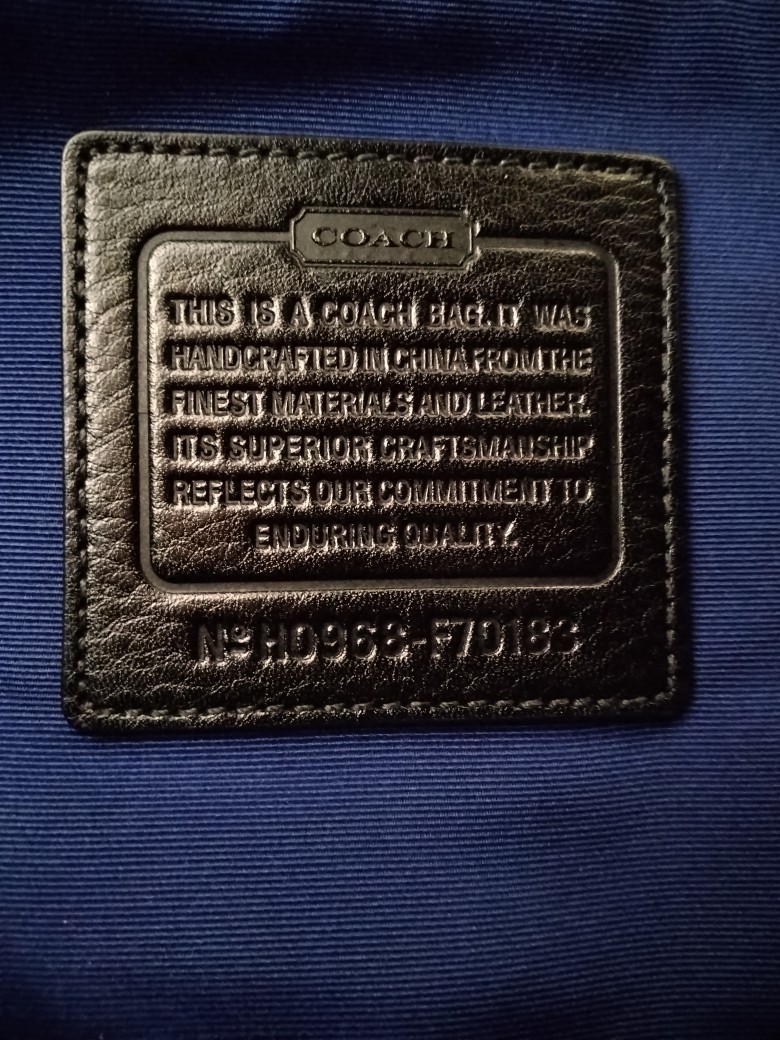 COACH
THIS IS A COACH BAG. IT WAS
HANDCRAFTED IN CHINA FROM THE
FINEST MATERIALS AND LEATHER.
ITS SUPERIOR CRAFTSMANSHIP
REFLECTS OUR COMMITMENT TO
ENDURING QUALITY.
Nº H0968-F70183